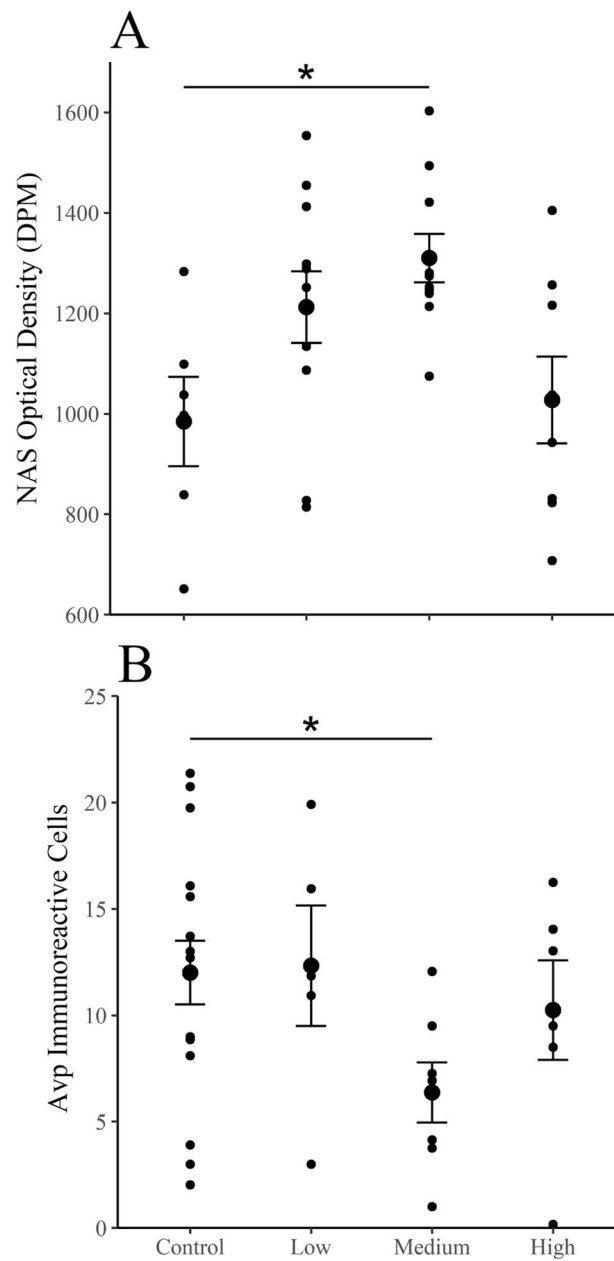 A
*
NAS Optical Density (DPM)
1600
1400
1200
1000
800
600
B
*
Avp Immunoreactive Cells
25
20
15
10
5
0
Control Low Medium High